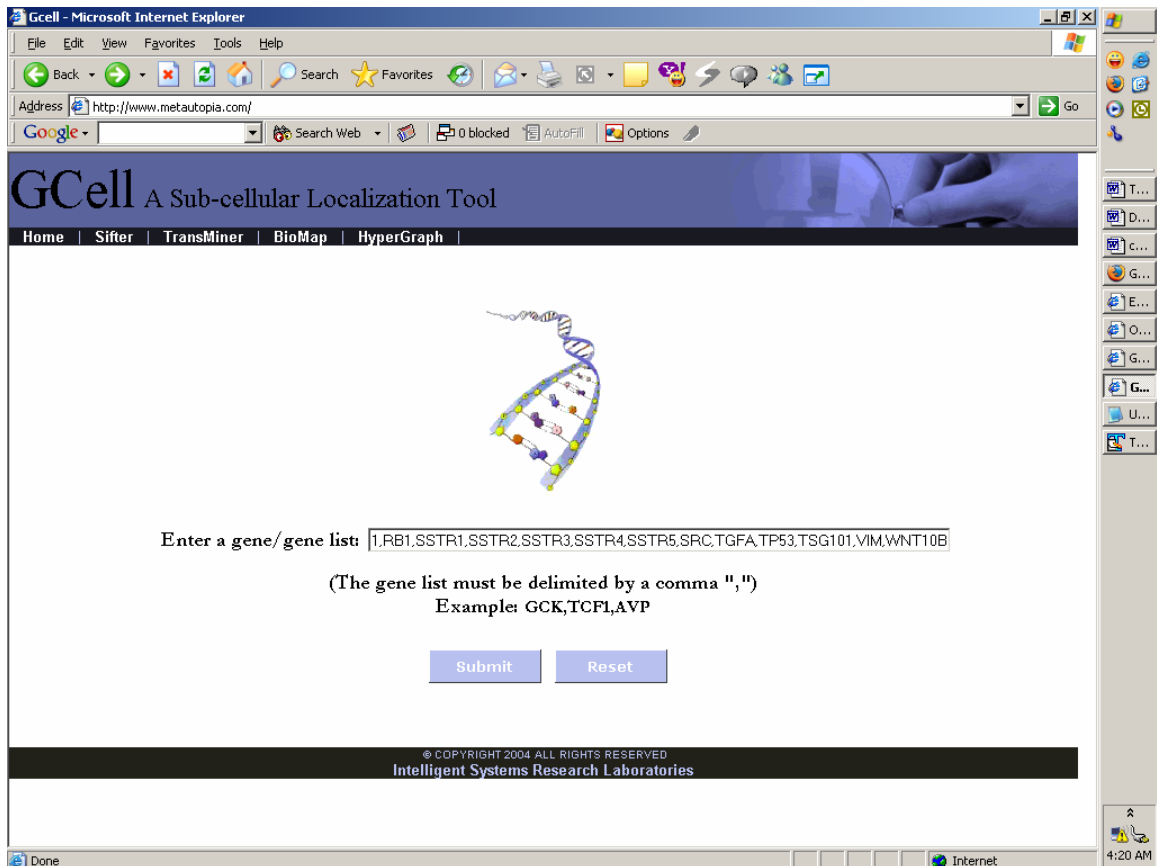 Gcell - Microsoft Internet Explorer
File Edit View Favorites Tools Help
Back Search Favorites
Address http://www.metautopia.com/ Go
Google Search Web 0 blocked AutoFill Options
GCell A Sub-cellular Localization Tool
Home | Sifter | TransMiner | BioMap | HyperGraph |
Enter a gene/gene list: 1,RB1,SSTR1,SSTR2,SSTR3,SSTR4,SSTR5,SRC,TGFA,TP53,TSG101,VIM,WNT10B
(The gene list must be delimited by a comma ",")
Example: GCK,TCF1,AVP
Submit Reset
© COPYRIGHT 2004 ALL RIGHTS RESERVED
Intelligent Systems Research Laboratories
Done Internet
T...
D...
c...
G...
E...
O...
G...
G...
U...
T...
4:20 AM